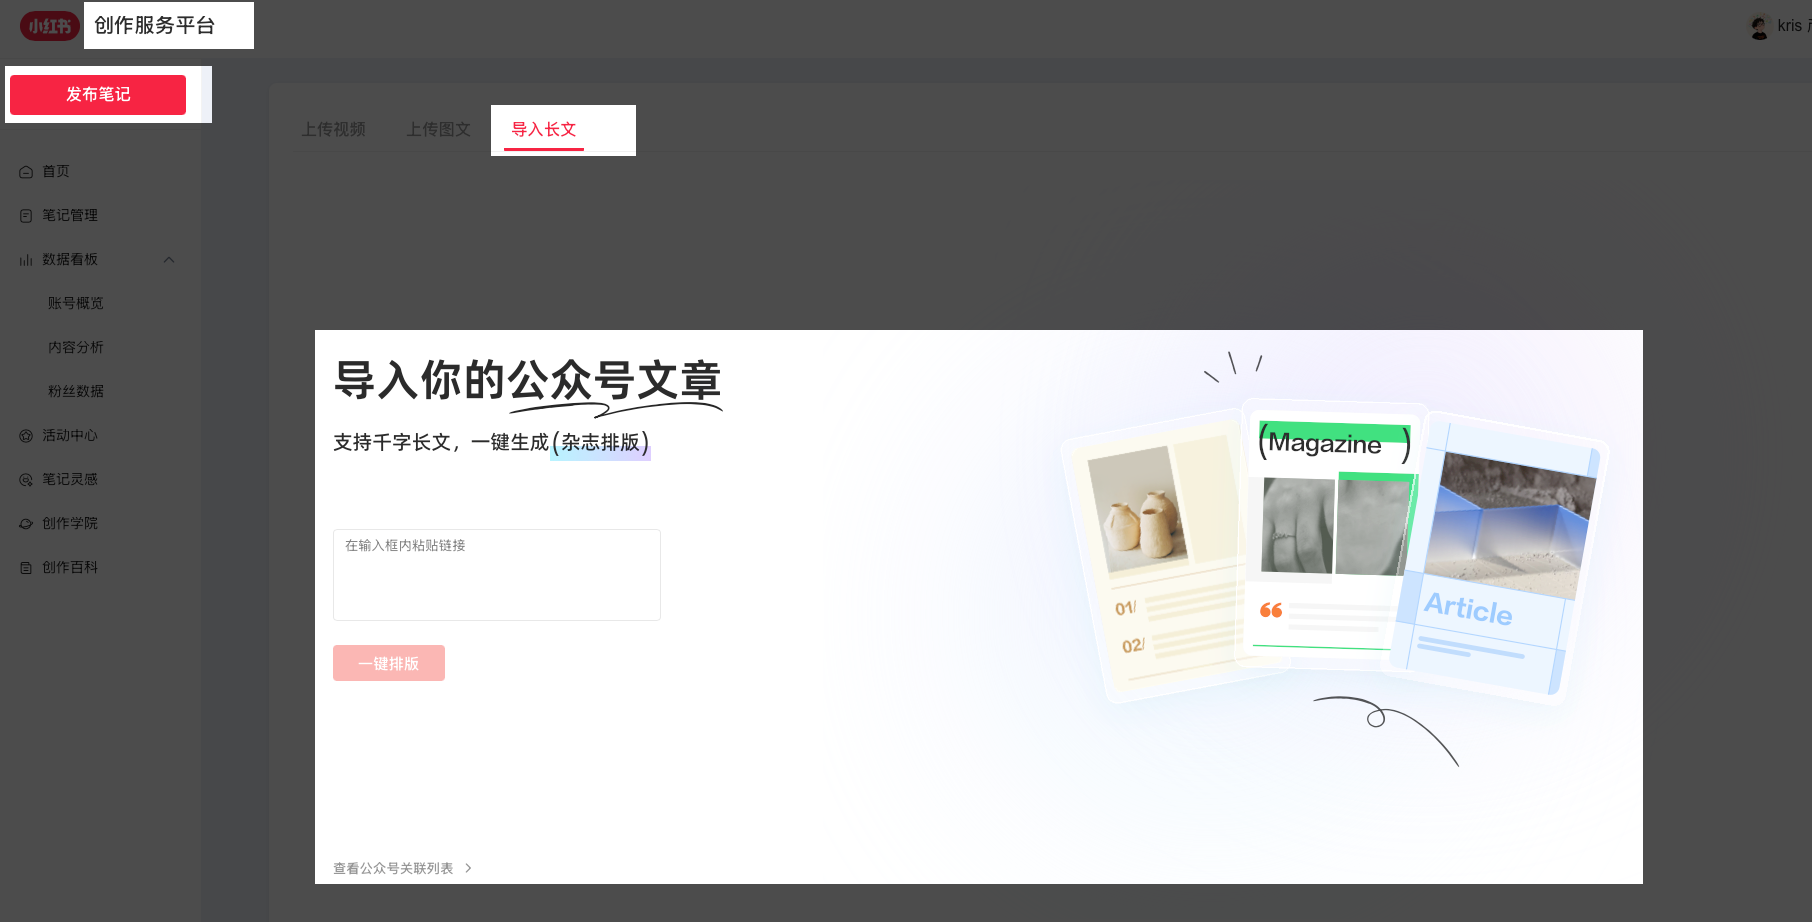 小红书 创作服务平台
kris
发布笔记
上传视频 上传图文 导入长文
首页
笔记管理
数据看板
账号概览
内容分析
粉丝数据
活动中心
笔记灵感
创作学院
创作百科
导入你的公众号文章
支持千字长文，一键生成(杂志排版)
在输入框内粘贴链接
一键排版
查看公众号关联列表
(Magazine )
01/
02/
“
Article